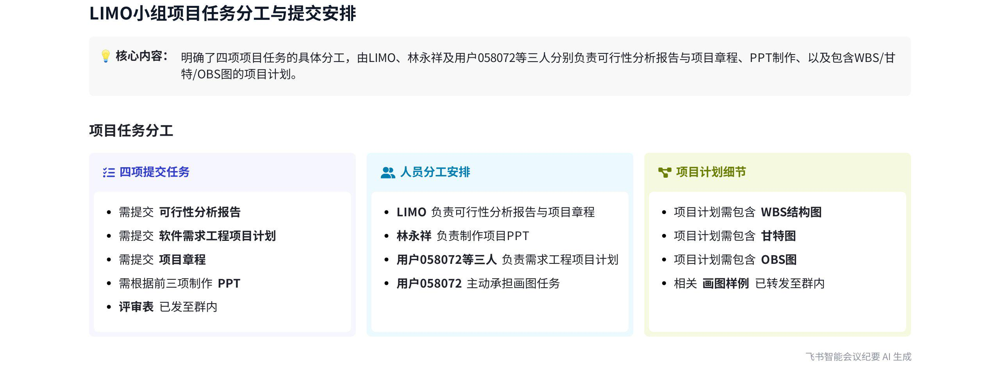 LIMO小组项目任务分工与提交安排
💡 核心内容： 明确了四项项目任务的具体分工，由LIMO、林永祥及用户058072等三人分别负责可行性分析报告与项目章程、PPT制作、以及包含WBS/甘
特/OBS图的项目计划。
项目任务分工
四项提交任务
需提交 可行性分析报告
需提交 软件需求工程项目计划
需提交 项目章程
需根据前三项制作 PPT
评审表 已发至群内
人员分工安排
LIMO 负责可行性分析报告与项目章程
林永祥 负责制作项目PPT
用户058072等三人 负责需求工程项目计划
用户058072 主动承担画图任务
项目计划细节
项目计划需包含 WBS结构图
项目计划需包含 甘特图
项目计划需包含 OBS图
相关 画图样例 已转发至群内
飞书智能会议纪要 AI 生成